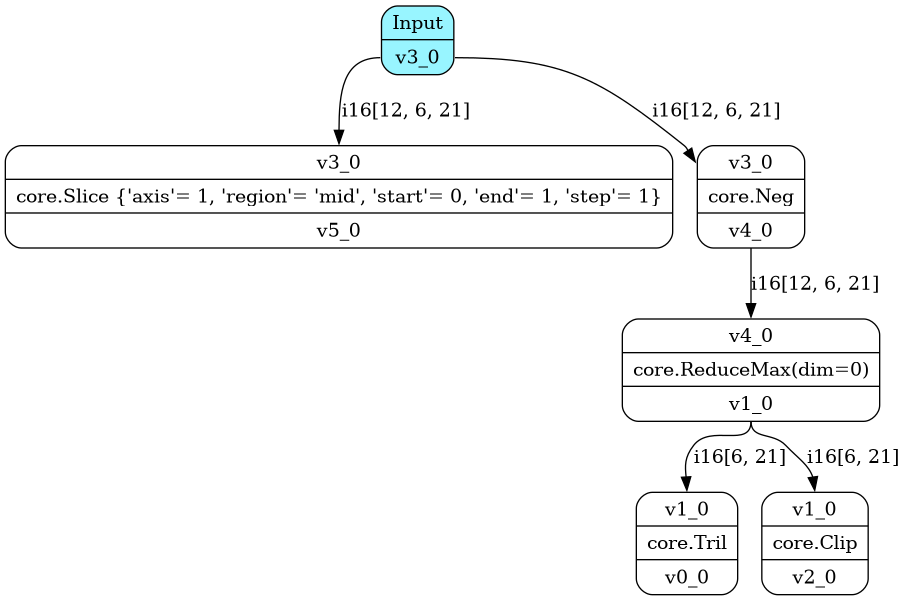 Input
v3_0
i16[12, 6, 21]
i16[12, 6, 21]
v3_0
core.Slice {'axis'= 1, 'region'= 'mid', 'start'= 0, 'end'= 1, 'step'= 1}
v5_0
v3_0
core.Neg
v4_0
i16[12, 6, 21]
v4_0
core.ReduceMax(dim=0)
v1_0
i16[6, 21]
i16[6, 21]
v1_0
core.Tril
v0_0
v1_0
core.Clip
v2_0